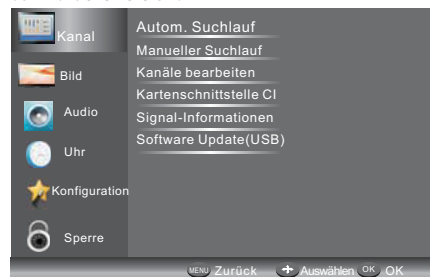 Kanal
Bild
Audio
Uhr
Konfiguration
Sperre
Autom. Suchlauf
Manueller Suchlauf
Kanäle bearbeiten
Kartenschnittstelle CI
Signal-Informationen
Software Update(USB)
MENU Zurück Auswählen OK OK